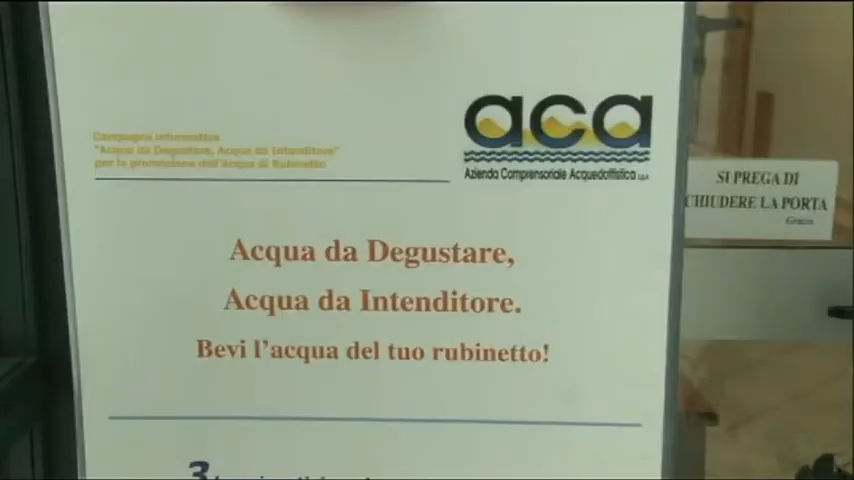 aca
Azienda Comprensoriale Acquedottistica s.p.a
Campagna Informativa
"Acqua da Degustare, Acqua da Intenditore"
per la promozione dell'Acqua di Rubinetto
Acqua da Degustare,
Acqua da Intenditore.
Bevi l'acqua del tuo rubinetto!
3
SI PREGA DI
CHIUDERE LA PORTA
Grazie